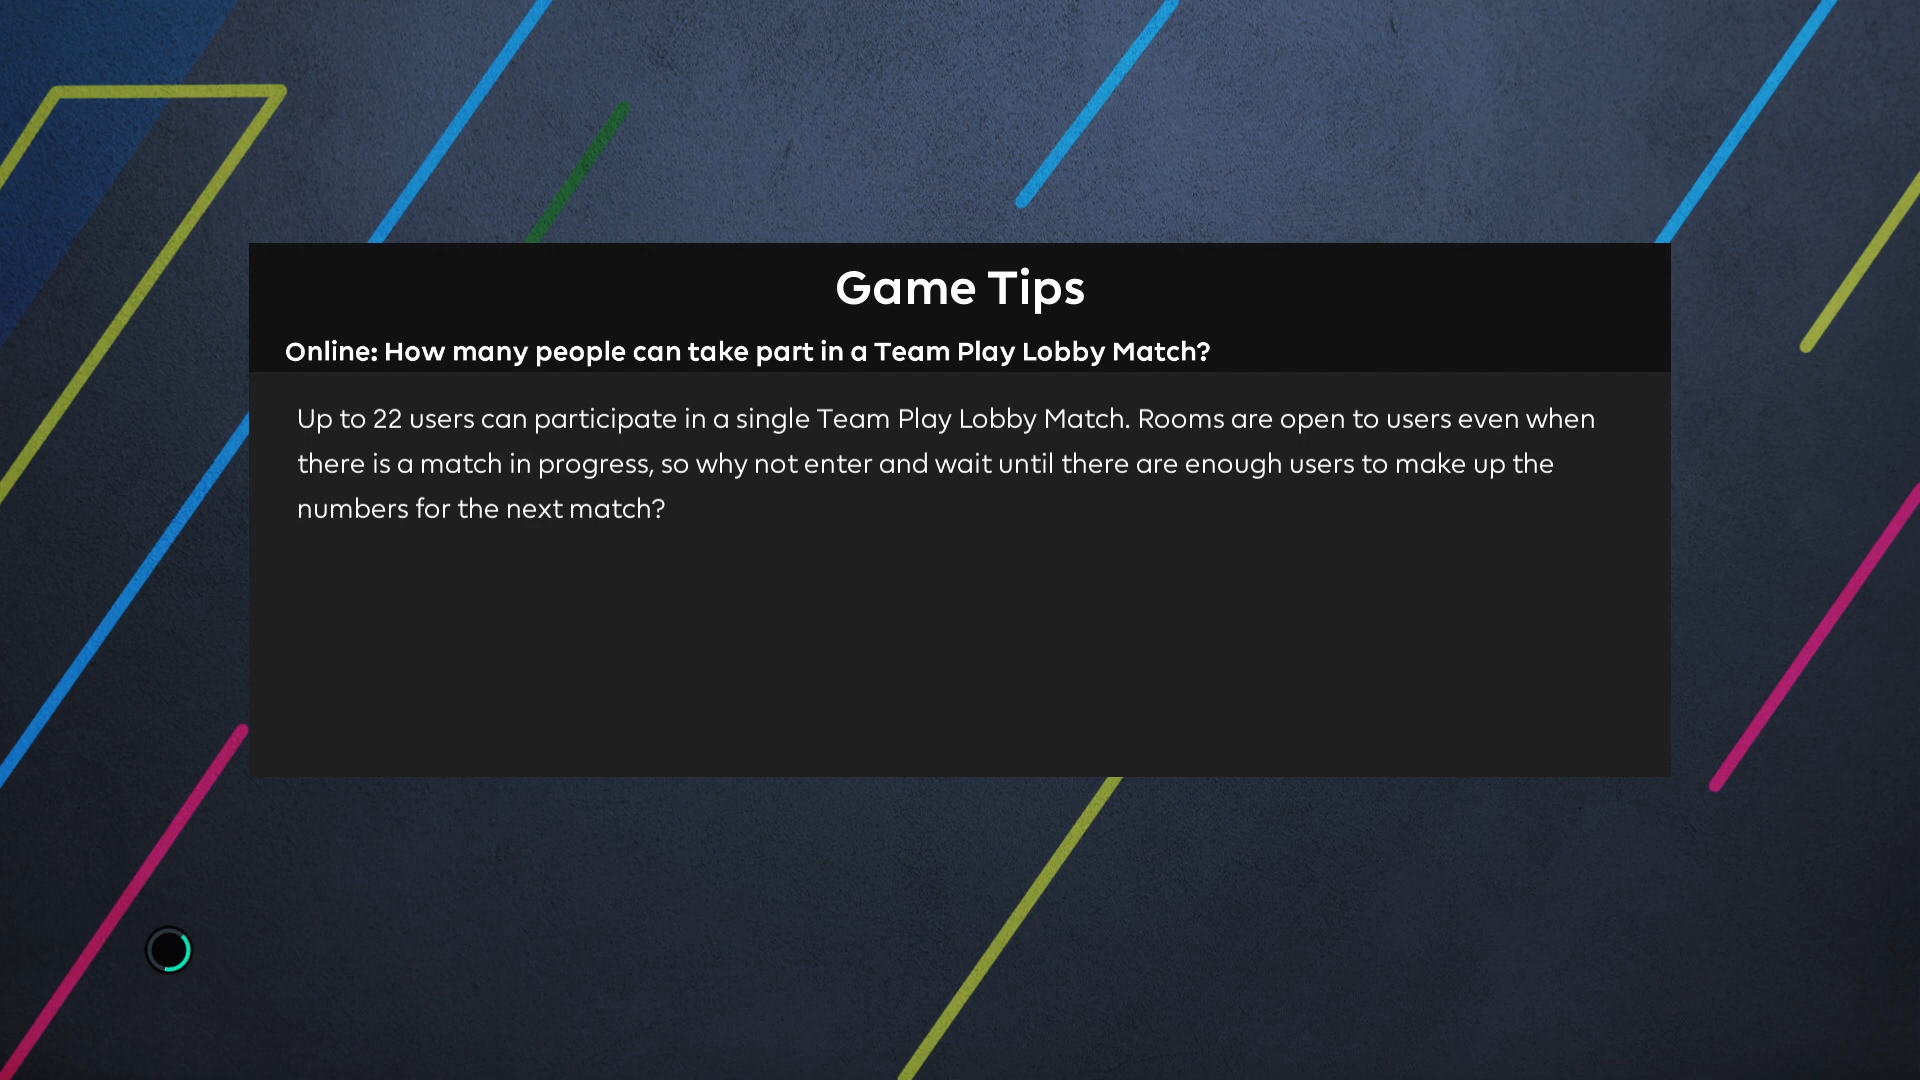 Game Tips
Online: How many people can take part in a Team Play Lobby Match?
Up to 22 users can participate in a single Team Play Lobby Match. Rooms are open to users even when
there is a match in progress, so why not enter and wait until there are enough users to make up the
numbers for the next match?